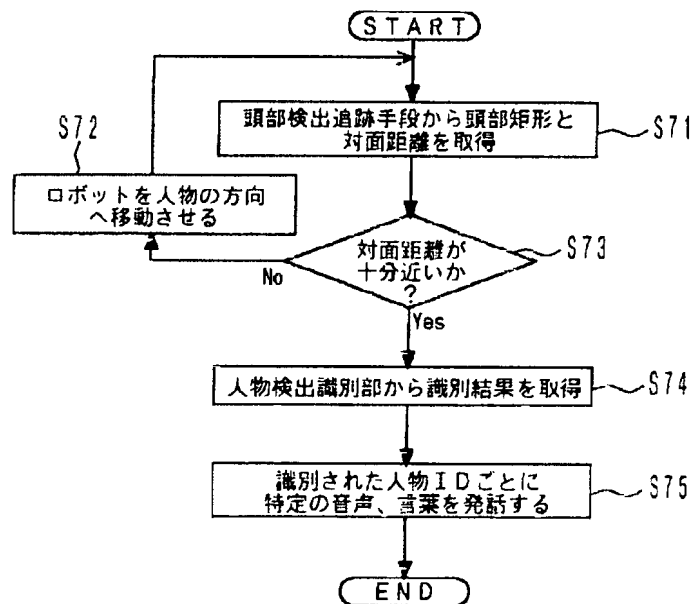 START
頭部検出追跡手段から頭部矩形と
対面距離を取得
S71
S72
ロボットを人物の方向
へ移動させる
対面距離が
十分近いか
?
S73
No
Yes
人物検出識別部から識別結果を取得
S74
識別された人物IDごとに
特定の音声、言葉を発話する
S75
END